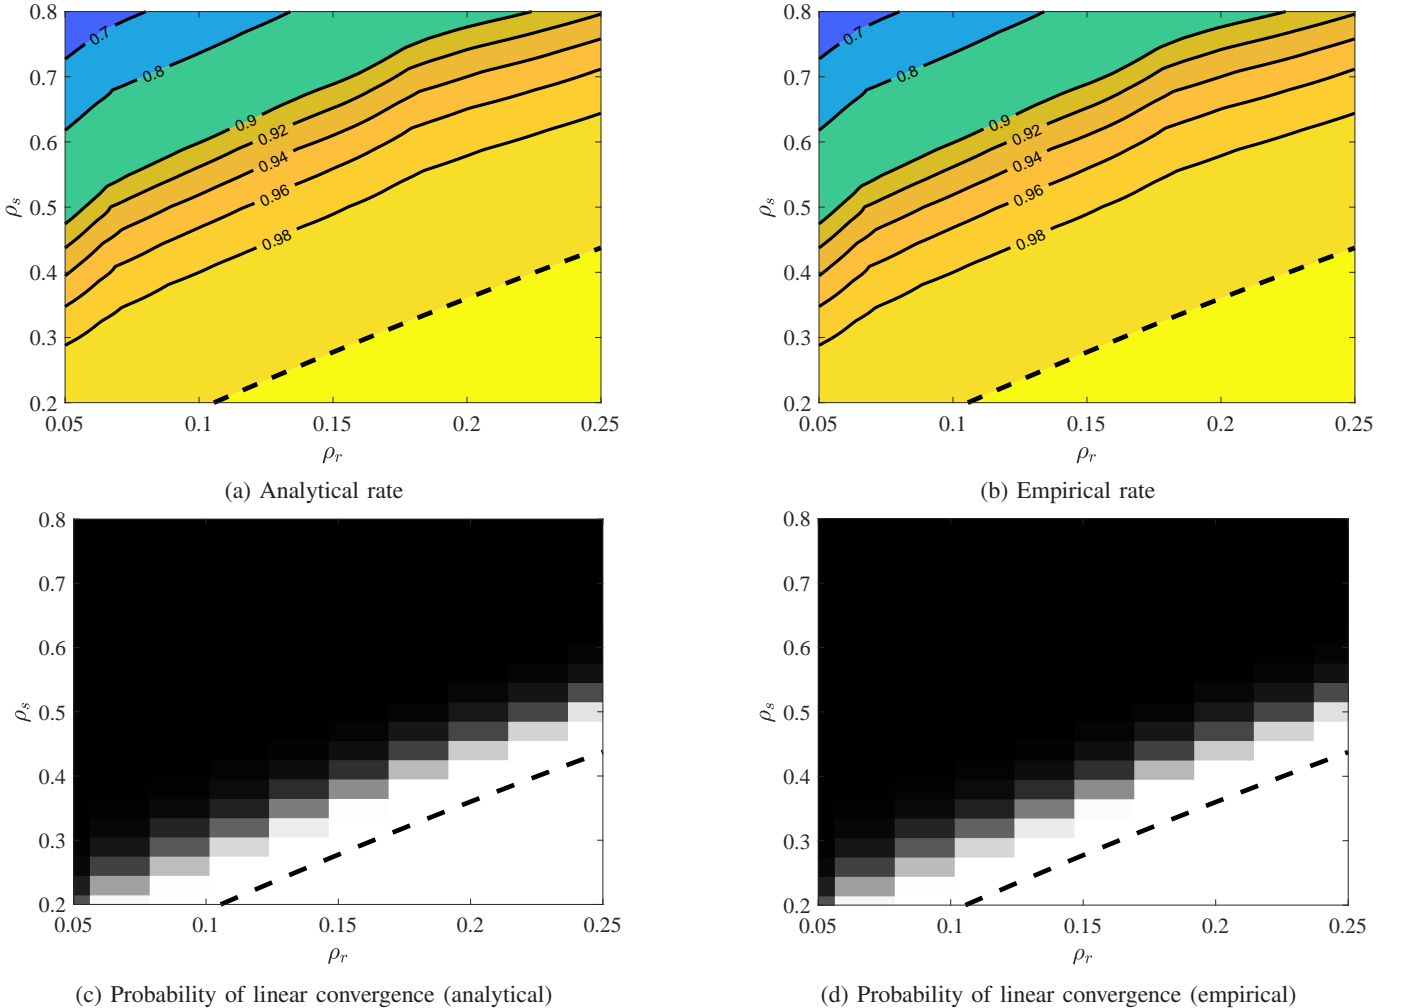 0.8
0.7
0.6
0.5
0.4
0.3
0.2
ρs
0.7
0.8
0.9
0.92
0.94
0.96
0.98
0.05 0.1 0.15 0.2 0.25
ρr
(a) Analytical rate
0.8
0.7
0.6
0.5
0.4
0.3
0.2
ρs
0.7
0.8
0.9
0.92
0.94
0.96
0.98
0.05 0.1 0.15 0.2 0.25
ρr
(b) Empirical rate
0.8
0.7
0.6
0.5
0.4
0.3
0.2
ρs
0.05 0.1 0.15 0.2 0.25
ρr
(c) Probability of linear convergence (analytical)
0.8
0.7
0.6
0.5
0.4
0.3
0.2
ρs
0.05 0.1 0.15 0.2 0.25
ρr
(d) Probability of linear convergence (empirical)